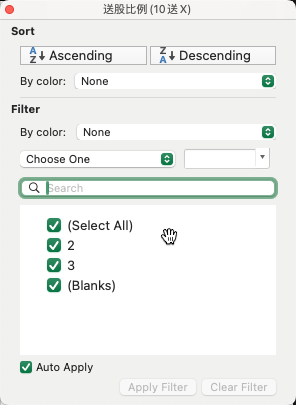 送股比例(10送X)
Sort
A Z Ascending
Z A Descending
By color: None
Filter
By color: None
Choose One
Search
(Select All)
2
3
(Blanks)
Auto Apply
Apply Filter
Clear Filter